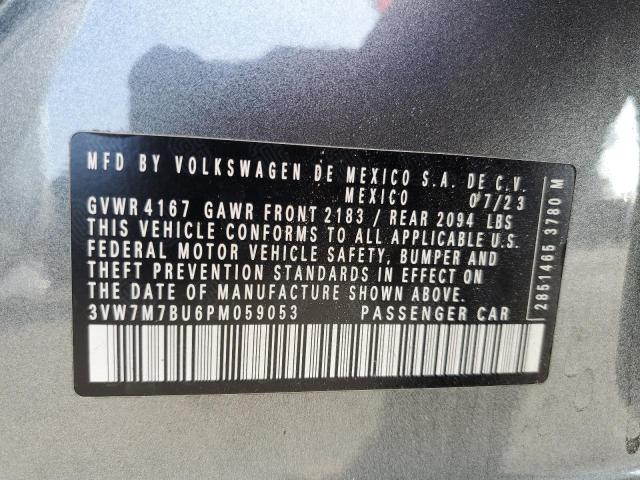 MFD BY VOLKSWAGEN DE MEXICO S.A. DE C.V.
MEXICO 07/23
GVWR 4167 GAWR FRONT 2183 / REAR 2094 LBS
THIS VEHICLE CONFORMS TO ALL APPLICABLE U.S.
FEDERAL MOTOR VEHICLE SAFETY, BUMPER AND
THEFT PREVENTION STANDARDS IN EFFECT ON
THE DATE OF MANUFACTURE SHOWN ABOVE.
3VW7M7BU6PM059053 PASSENGER CAR
2851465 3780 M